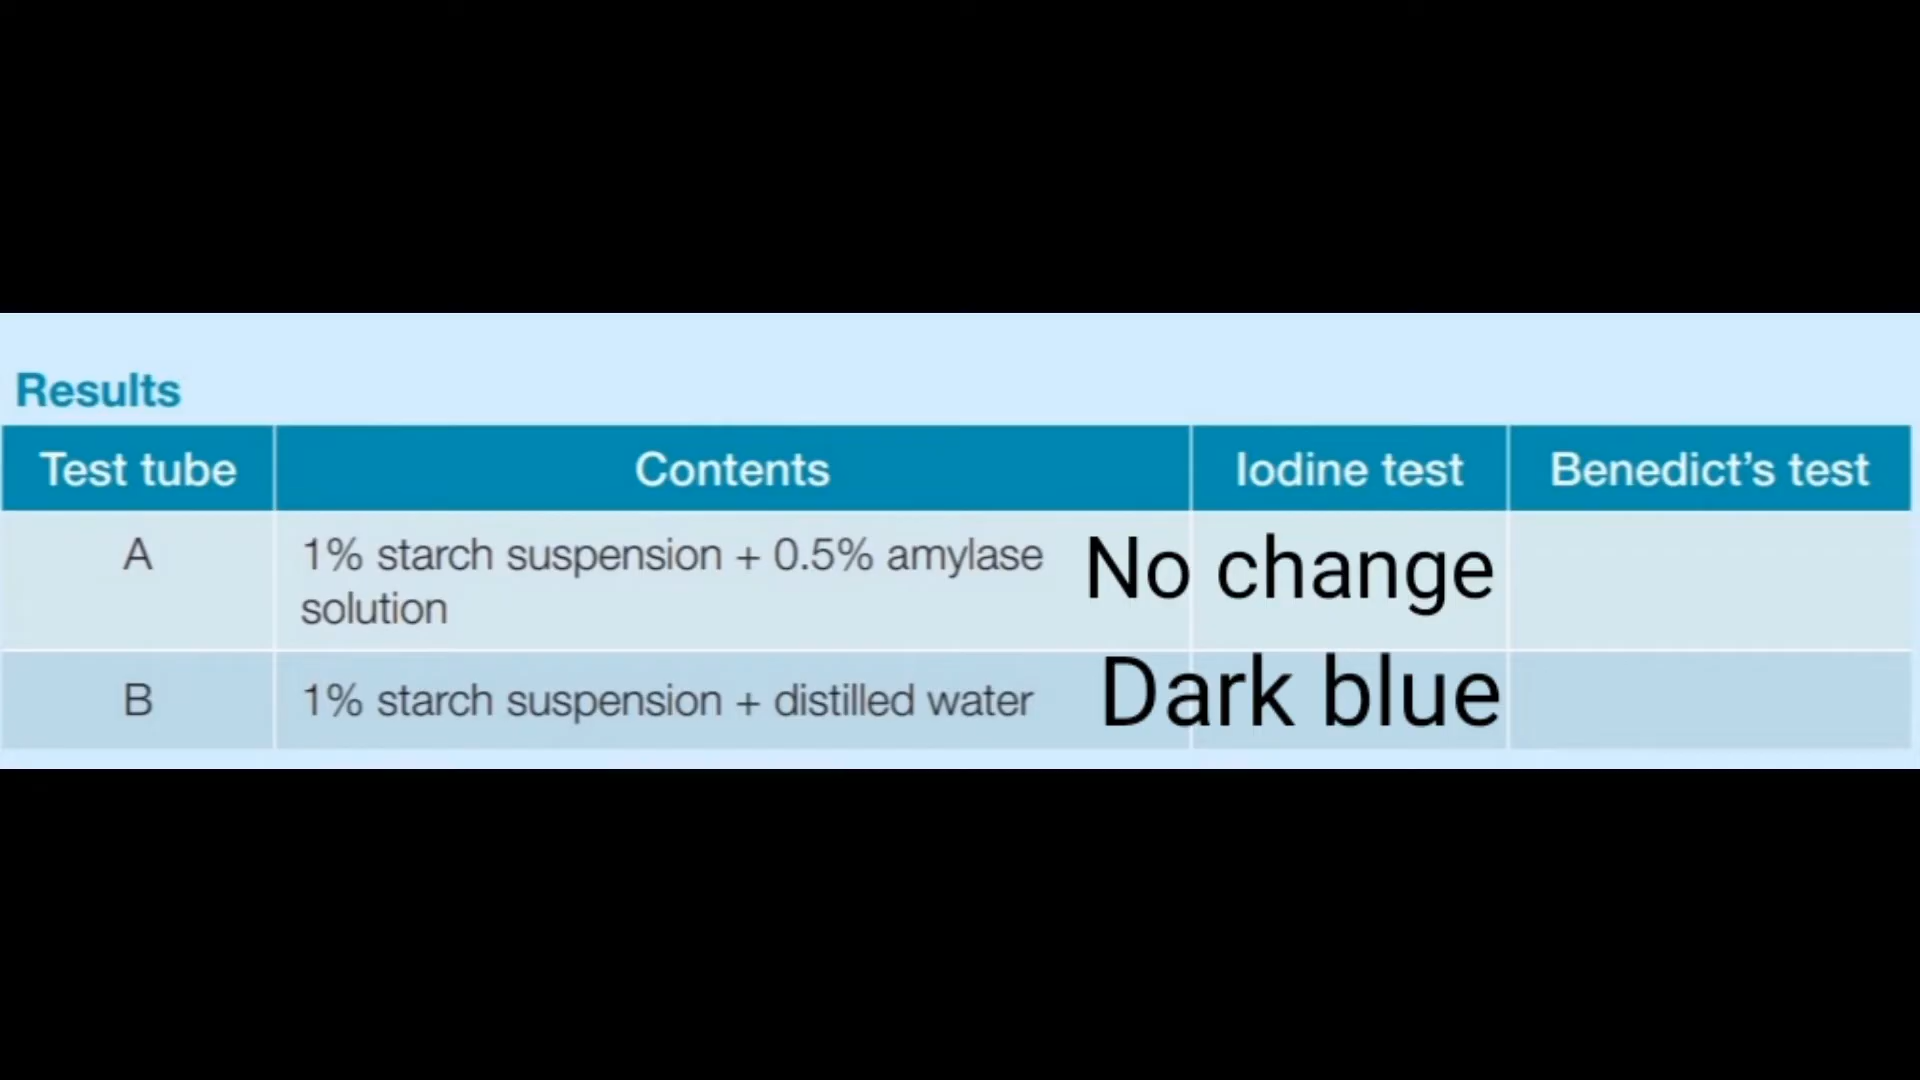 Results
Test tube Contents Iodine test Benedict's test
A 1% starch suspension + 0.5% amylase No change
solution
B 1% starch suspension + distilled water Dark blue